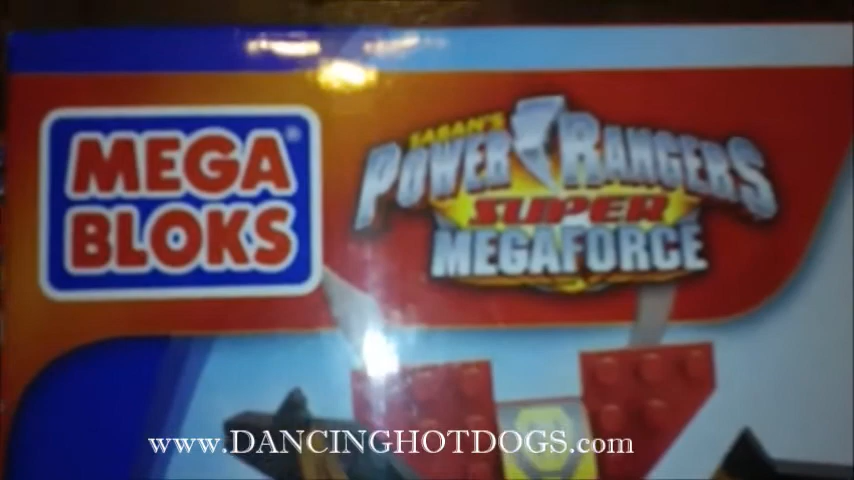 MEGA
BLOKS®
SABAN'S
POWER RANGERS
SUPER
MEGAFORCE
www.DANCINGHOTDOGS.com